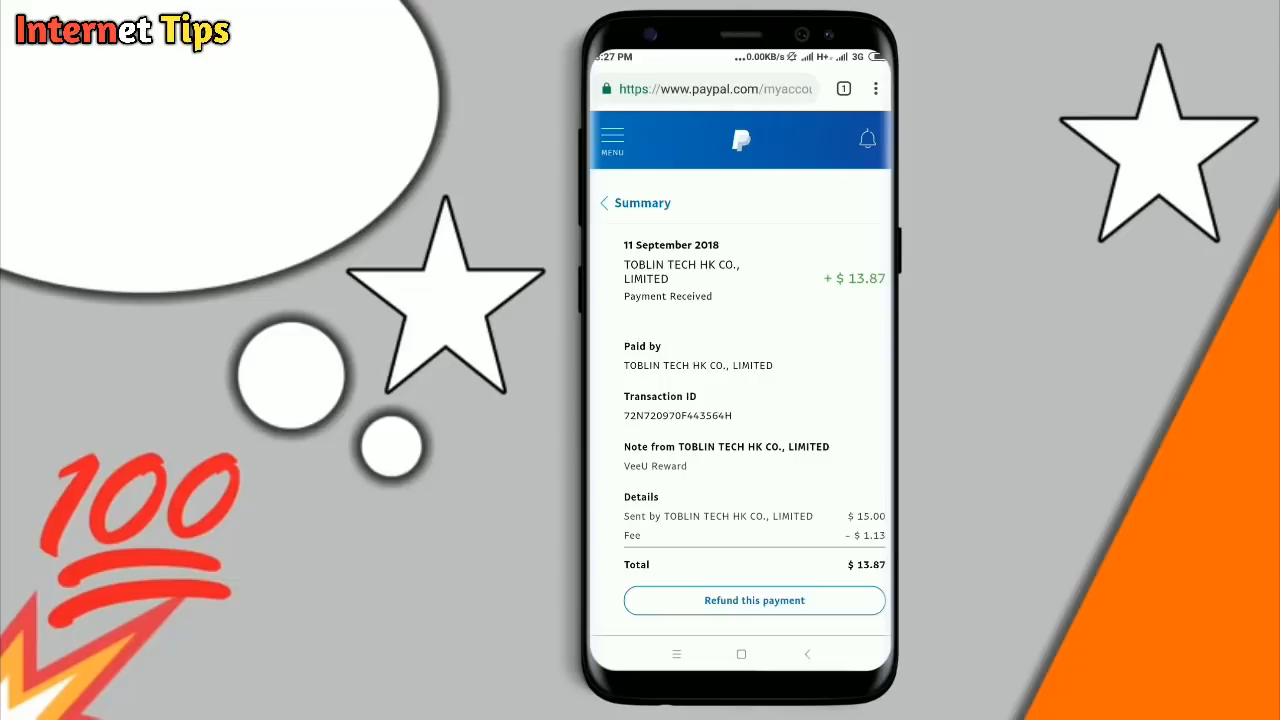 Internet Tips
:27 PM
...0.00KB/s H+ 3G
https://www.paypal.com/myaccou
1
MENU
Summary
11 September 2018
TOBLIN TECH HK CO.,
LIMITED
+ $ 13.87
Payment Received
Paid by
TOBLIN TECH HK CO., LIMITED
Transaction ID
72N720970F443564H
Note from TOBLIN TECH HK CO., LIMITED
VeeU Reward
Details
Sent by TOBLIN TECH HK CO., LIMITED $ 15.00
Fee - $ 1.13
Total $ 13.87
Refund this payment
100